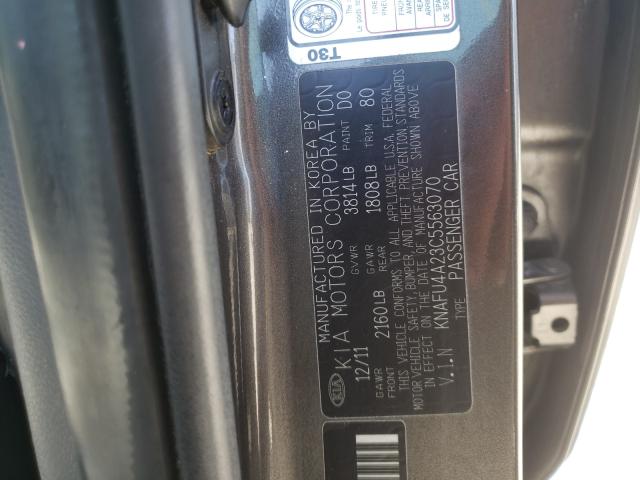 MANUFACTURED IN KOREA BY
KIA KIA MOTORS CORPORATION
12/11 GVWR 3814LB PAINT D0
GAWR FRONT 2160LB GAWR REAR 1808LB TRIM 80
THIS VEHICLE CONFORMS TO ALL APPLICABLE U.S.A. FEDERAL
MOTOR VEHICLE SAFETY,BUMPER, AND THEFT PREVENTION STANDARDS
IN EFFECT ON THE DATE OF MANUFACTURE SHOWN ABOVE
V.I.N KNAFU4A23C5563070
TYPE PASSENGER CAR
T30